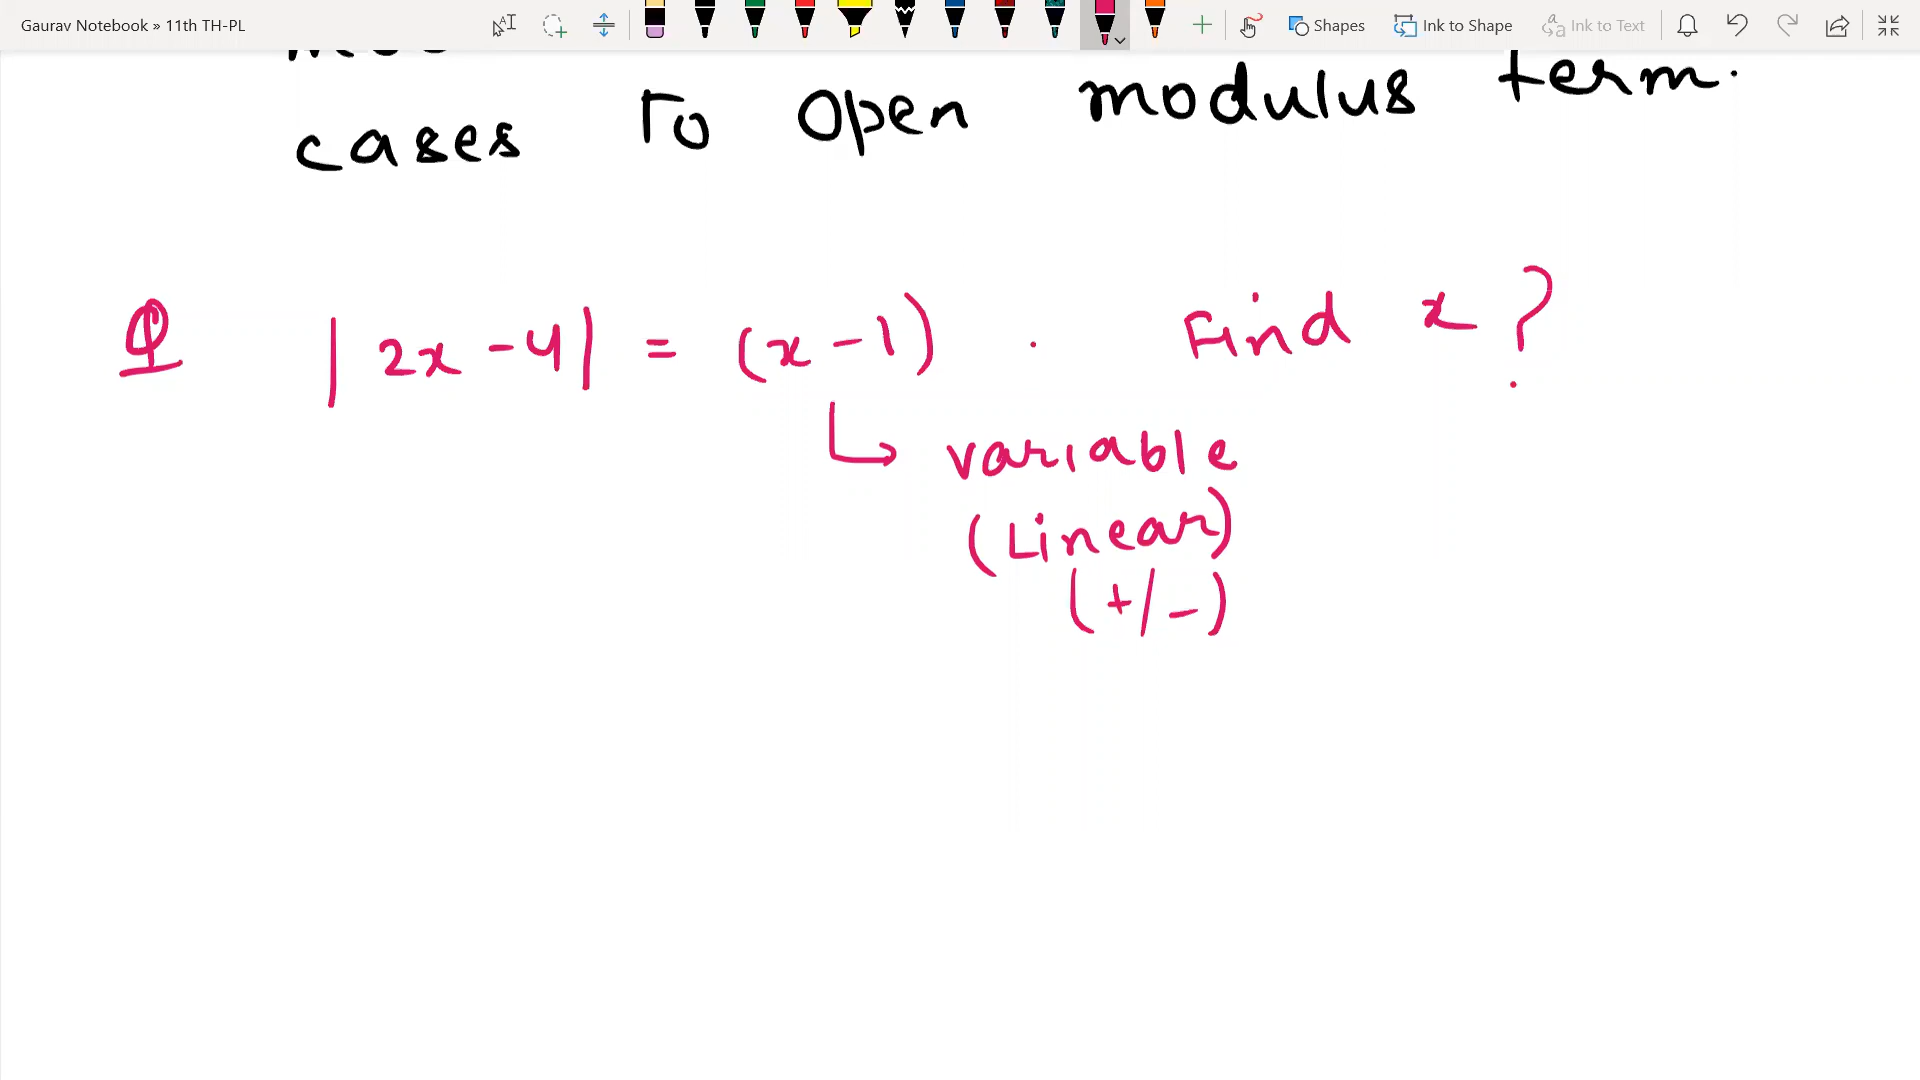 Gaurav Notebook » 11th TH-PL
Shapes
Ink to Shape
Ink to Text
cases To open modulus term.
Q |2x-4| = (x-1) . Find x ?
variable
(Linear)
(+/-)